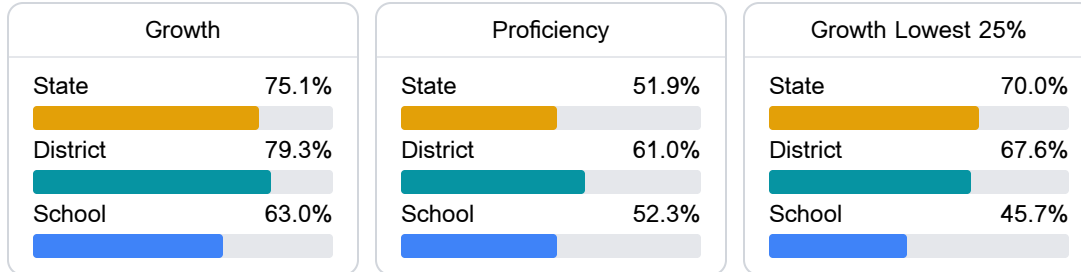 Growth
State 75.1%
District 79.3%
School 63.0%
Proficiency
State 51.9%
District 61.0%
School 52.3%
Growth Lowest 25%
State 70.0%
District 67.6%
School 45.7%